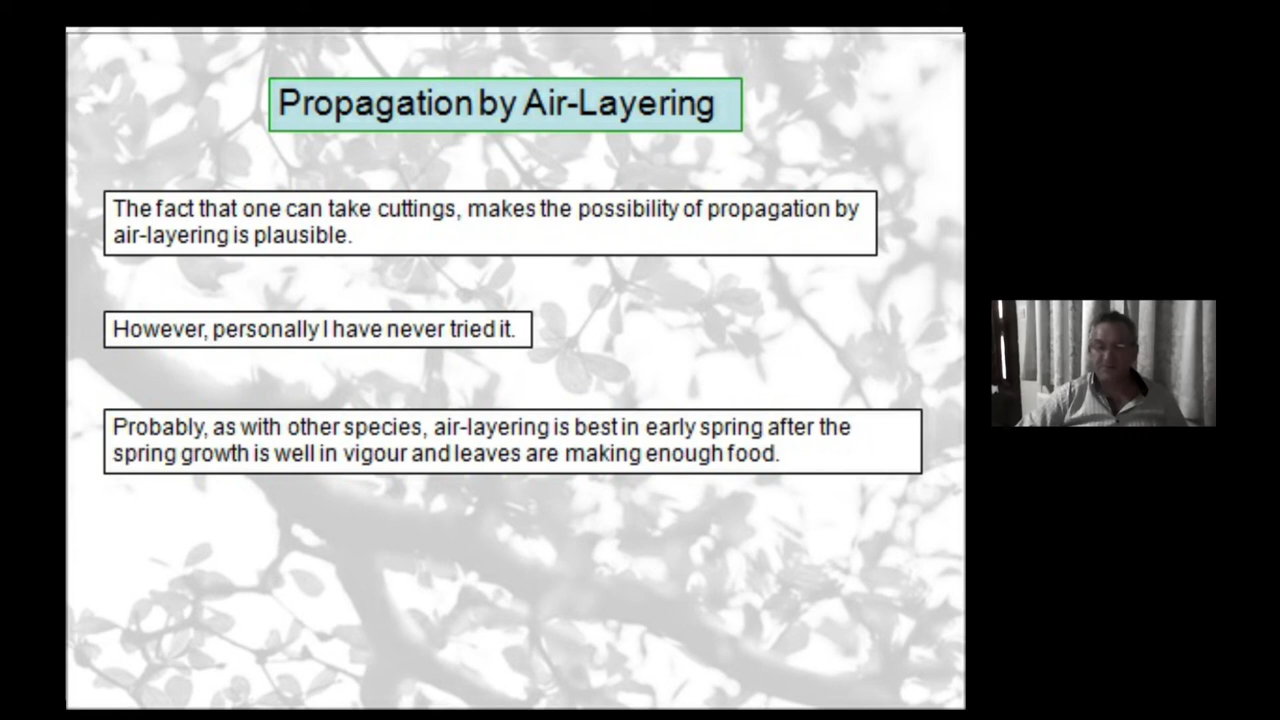 Propagation by Air-Layering
The fact that one can take cuttings, makes the possibility of propagation by
air-layering is plausible.
However, personally I have never tried it.
Probably, as with other species, air-layering is best in early spring after the
spring growth is well in vigour and leaves are making enough food.